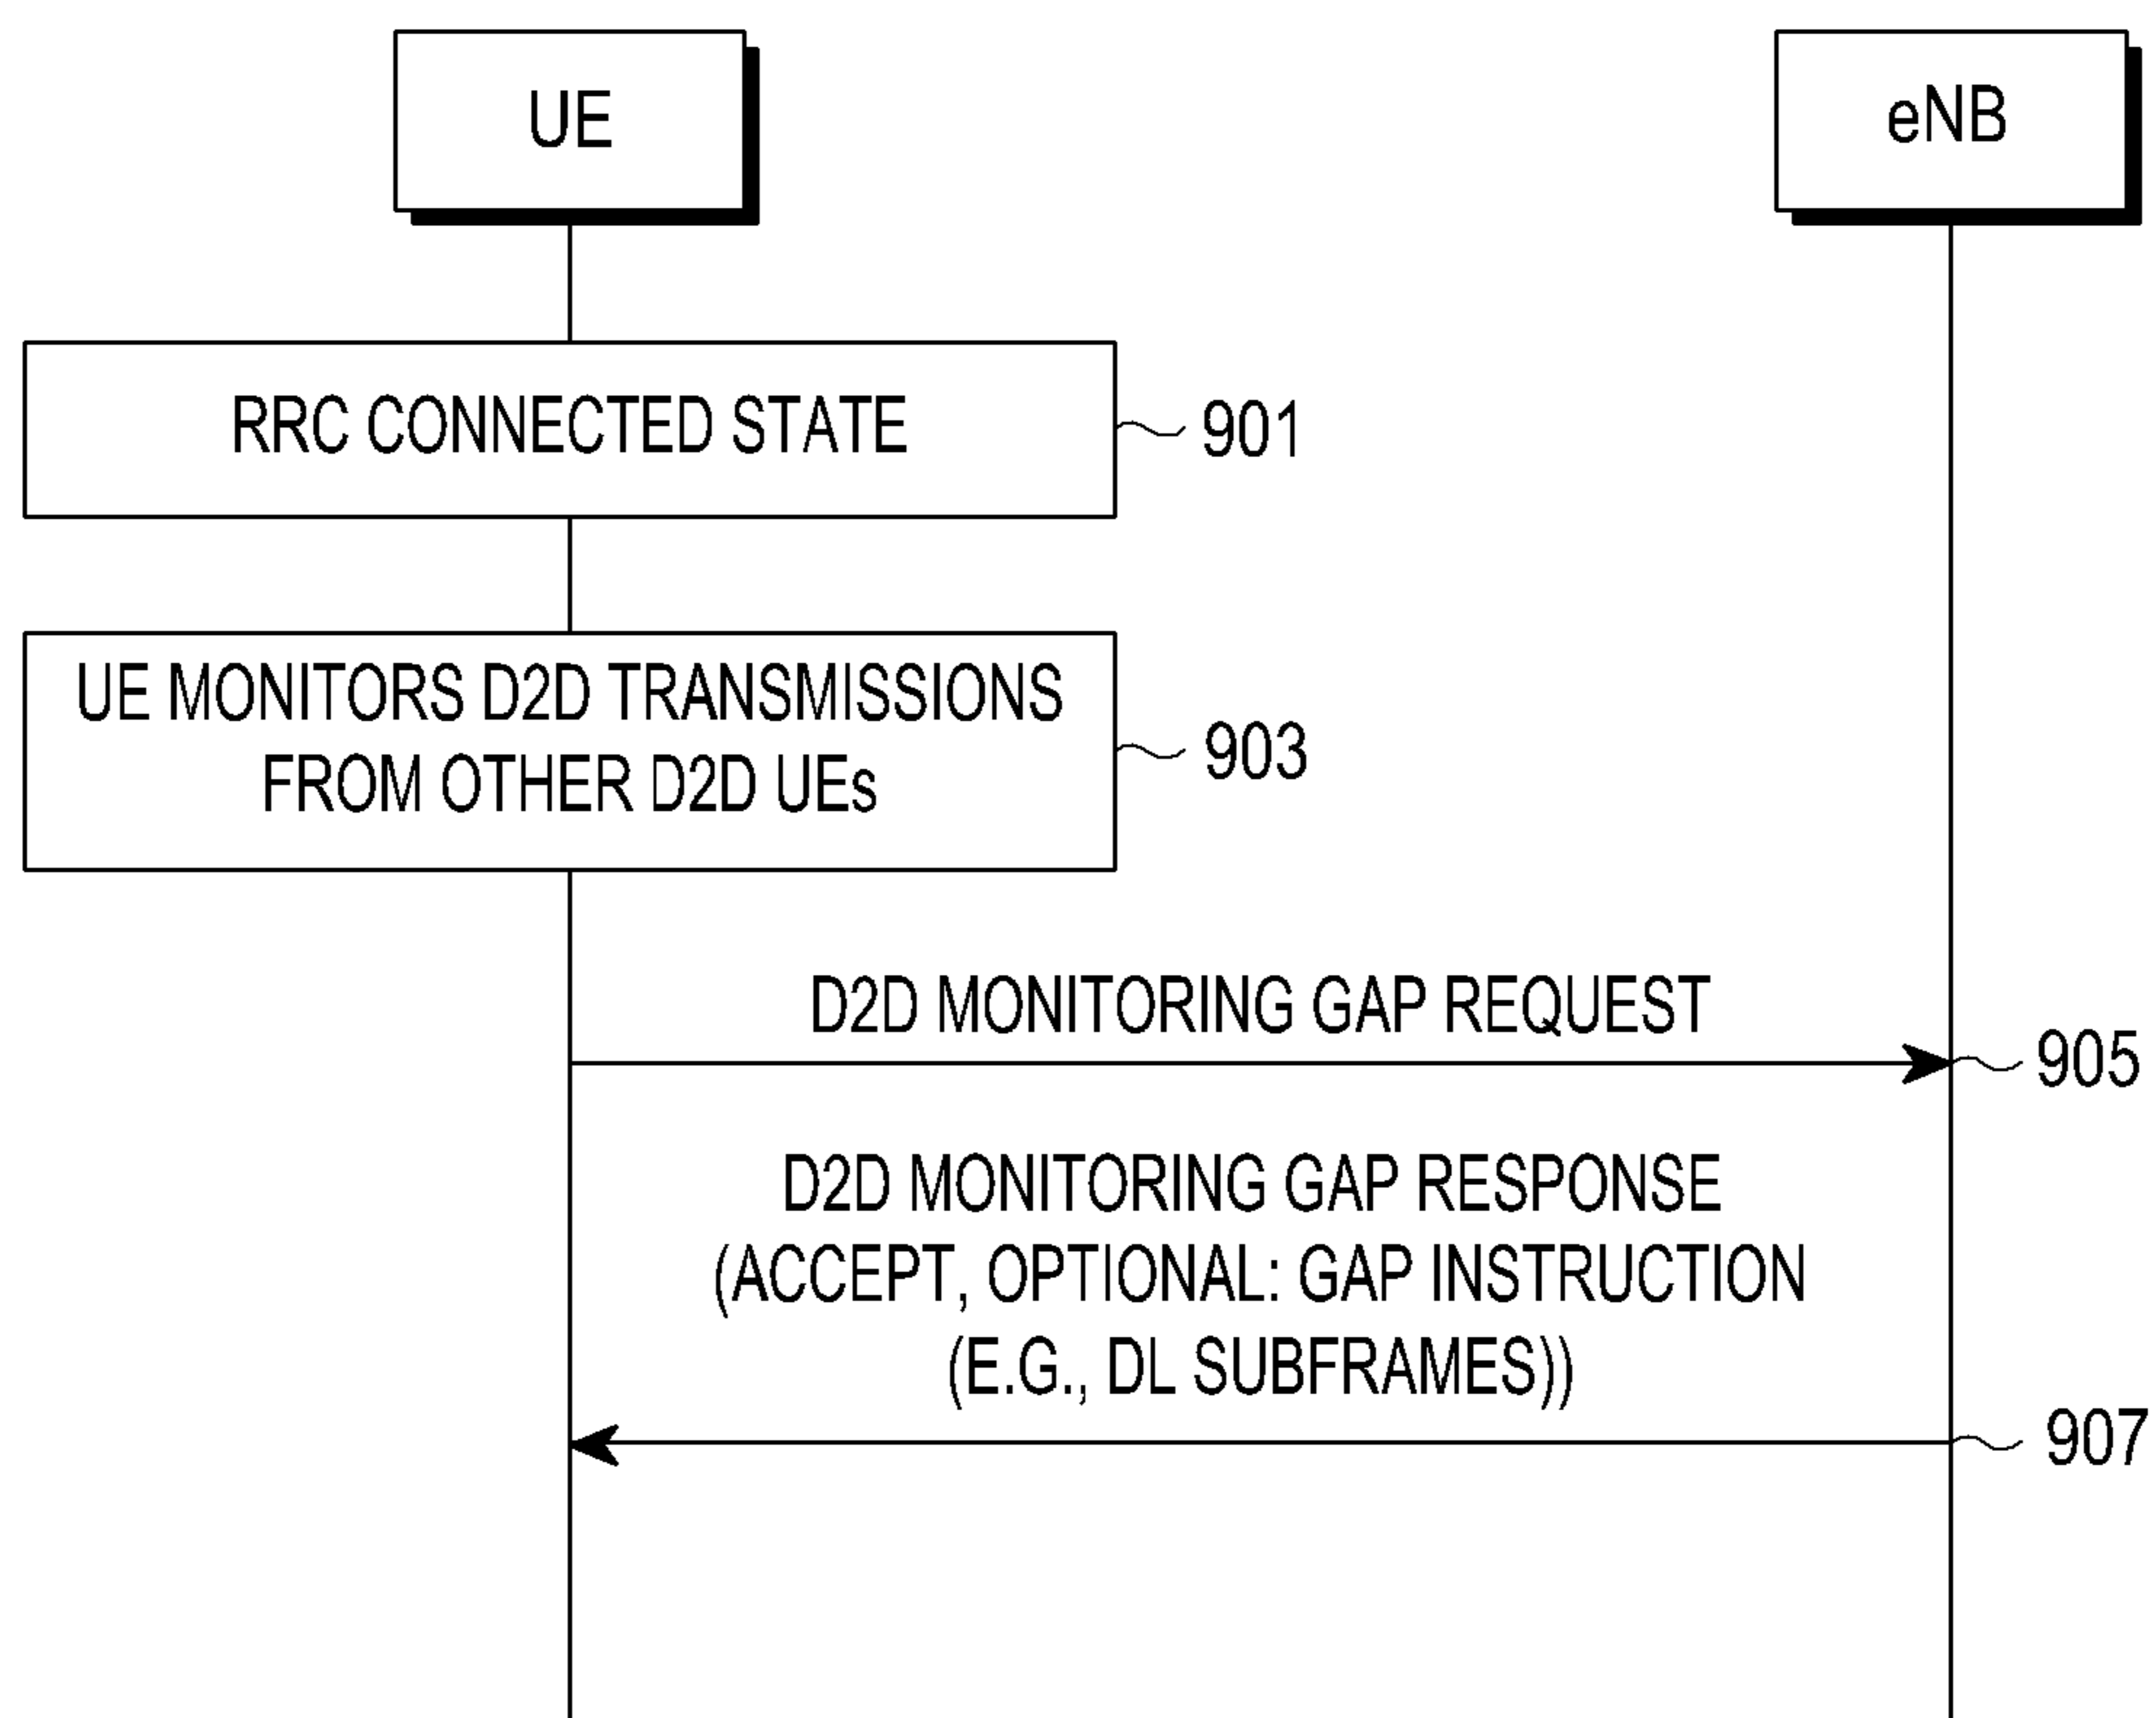 UE
eNB
RRC CONNECTED STATE
901
UE MONITORS D2D TRANSMISSIONS
FROM OTHER D2D UEs
903
D2D MONITORING GAP REQUEST
905
D2D MONITORING GAP RESPONSE
(ACCEPT, OPTIONAL: GAP INSTRUCTION
(E.G., DL SUBFRAMES))
907